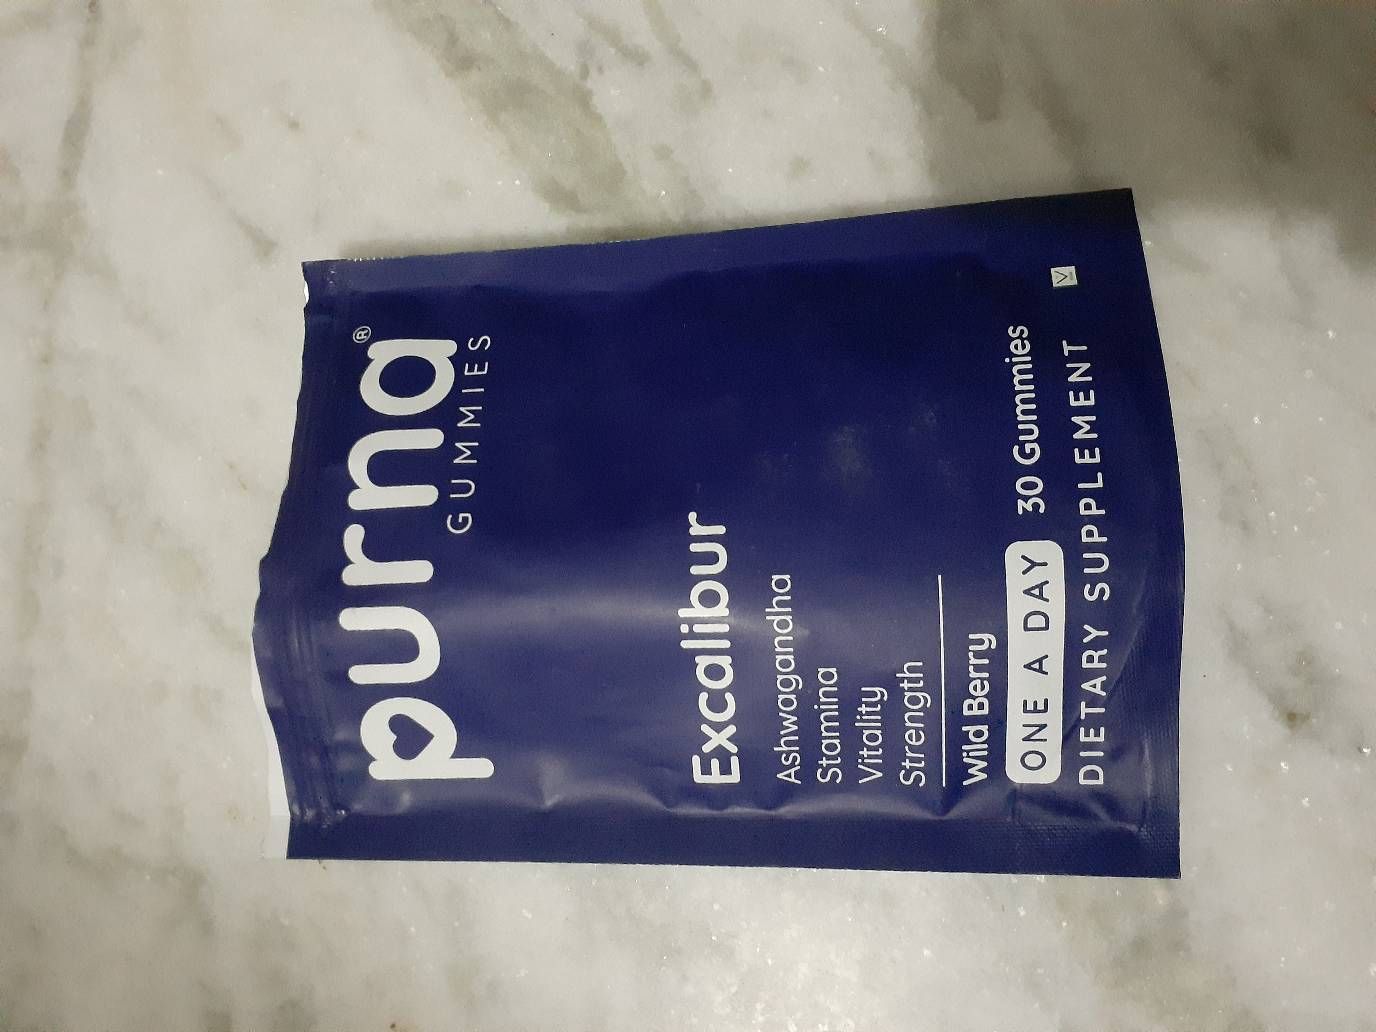 purna®
GUMMIES
Excalibur
Ashwagandha
Stamina
Vitality
Strength
Wild Berry
ONE A DAY 30 Gummies
DIETARY SUPPLEMENT
V